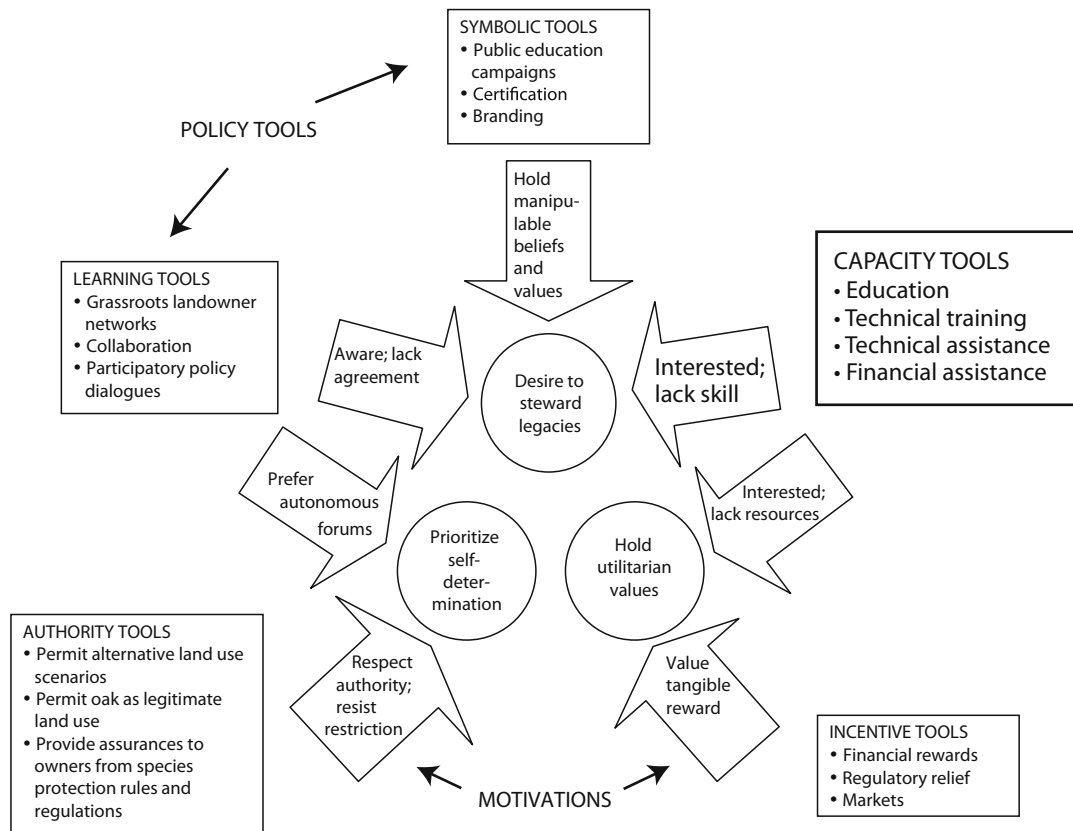 SYMBOLIC TOOLS
• Public education
campaigns
• Certification
• Branding
POLICY TOOLS
Hold
manipu-
lable
beliefs
and
values
LEARNING TOOLS
• Grassroots landowner
networks
• Collaboration
• Participatory policy
dialogues
CAPACITY TOOLS
• Education
• Technical training
• Technical assistance
• Financial assistance
Aware; lack
agreement
Desire to
steward
legacies
Interested;
lack skill
Prefer
autonomous
forums
Interested;
lack resources
Prioritize
self-
deter-
mination
Hold
utilitarian
values
AUTHORITY TOOLS
• Permit alternative land use
scenarios
• Permit oak as legitimate
land use
• Provide assurances to
owners from species
protection rules and
regulations
Respect
authority;
resist
restriction
Value
tangible
reward
MOTIVATIONS
INCENTIVE TOOLS
• Financial rewards
• Regulatory relief
• Markets